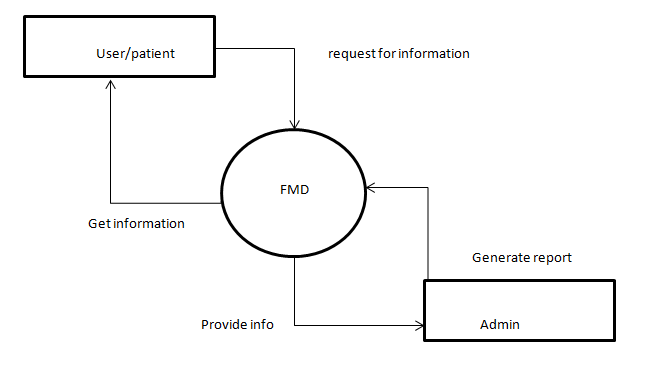 User/patient
request for information
FMD
Get information
Generate report
Provide info
Admin